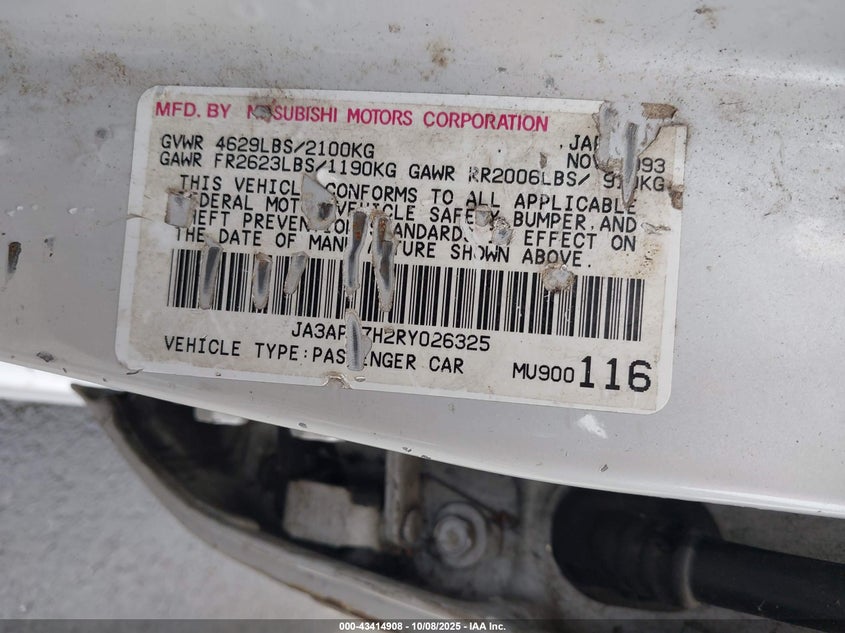 MFD. BY MOTORS CORPORATION
GVWR 4629LBS/2100KG
GAWR FR2623LBS/1190KG GAWR RR2006LBS/
THIS VEHICLE CONFORMS TO ALL APPLICABLE
FEDERAL MOTOR VEHICLE SAFETY, BUMPER, AND
THEFT PREVENTION STANDARDS IN EFFECT ON
THE DATE OF MANUFACTURE SHOWN ABOVE.
VEHICLE TYPE:PASSENGER CAR
MU900 116
000-43414908 | 10/08/2025 - IAA Inc.